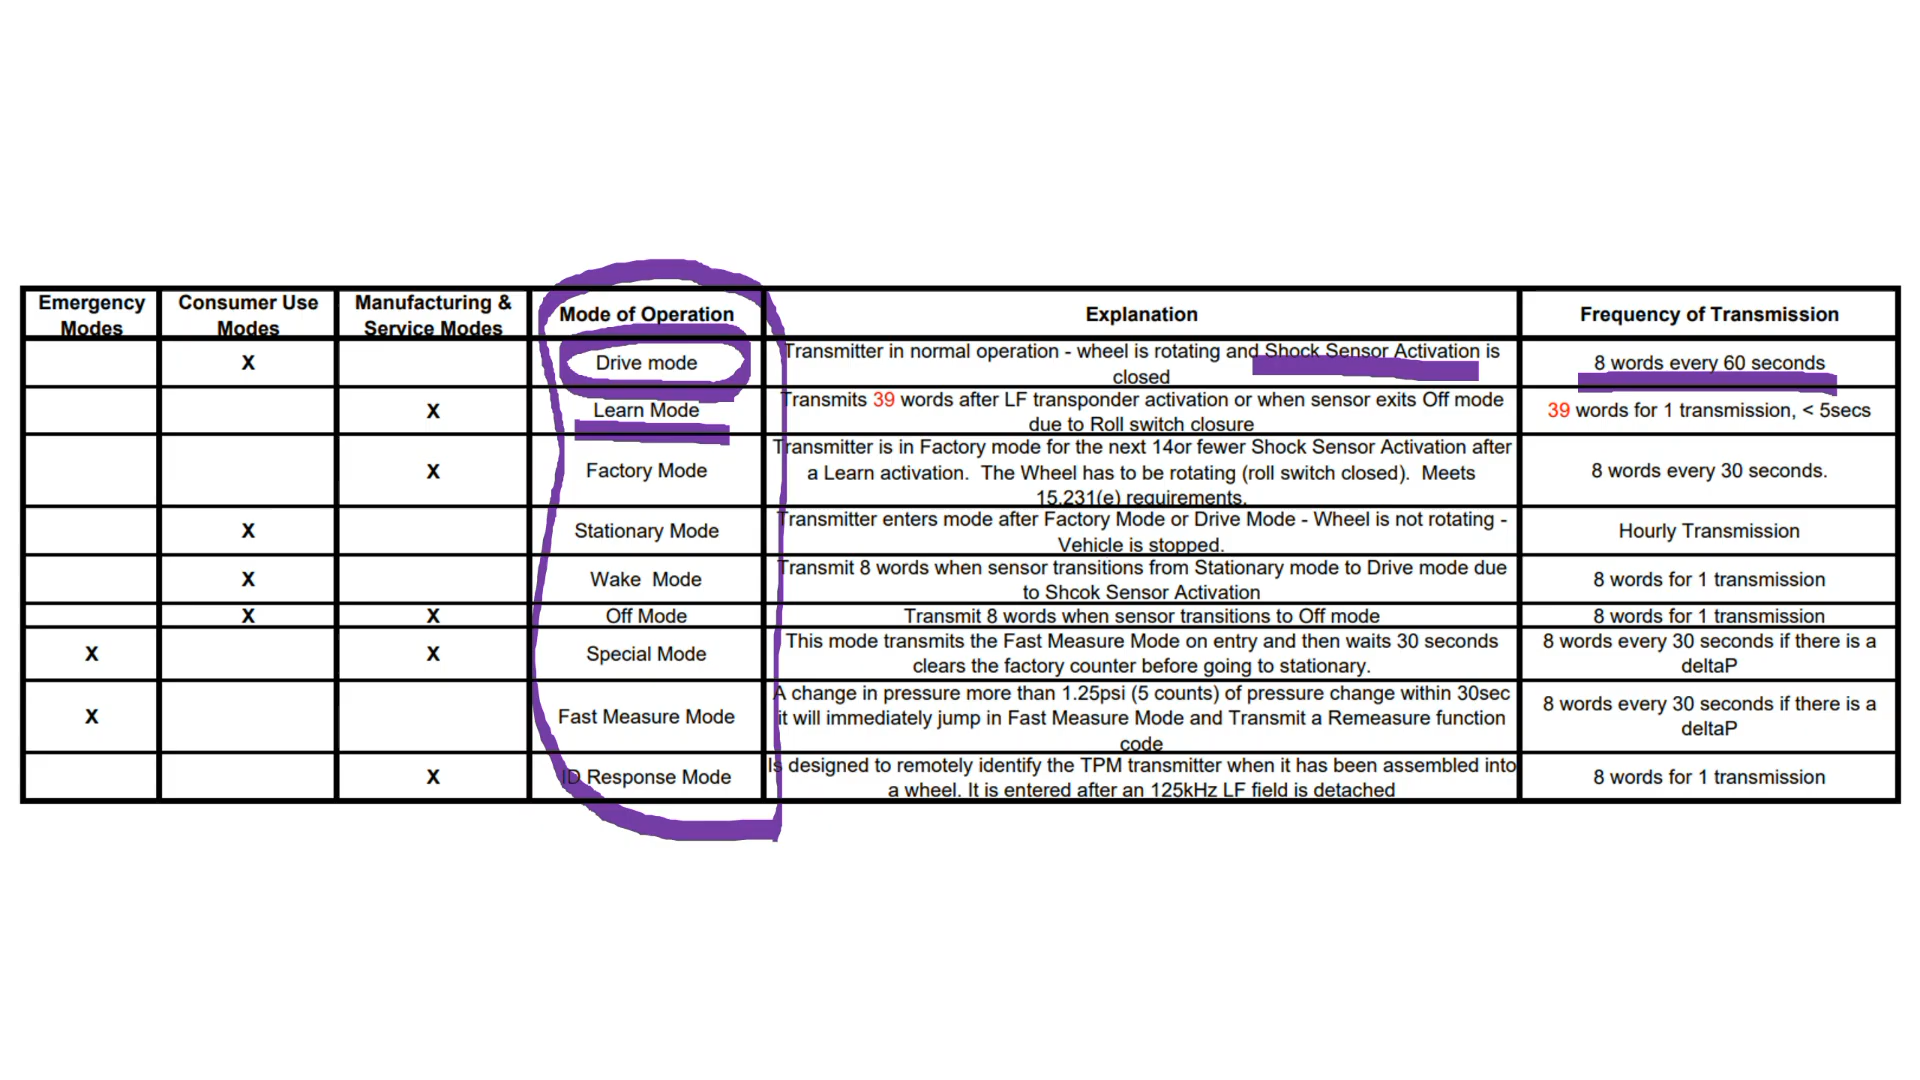 Emergency Modes
Consumer Use Modes
Manufacturing & Service Modes
Mode of Operation
Explanation
Frequency of Transmission
X
Drive mode
Transmitter in normal operation - wheel is rotating and Shock Sensor Activation is
closed
8 words every 60 seconds
X
Learn Mode
Transmits 39 words after LF transponder activation or when sensor exits Off mode
due to Roll switch closure
39 words for 1 transmission, < 5secs
X
Factory Mode
Transmitter is in Factory mode for the next 14or fewer Shock Sensor Activation after
a Learn activation. The Wheel has to be rotating (roll switch closed). Meets
15.231(e) requirements.
8 words every 30 seconds.
X
Stationary Mode
Transmitter enters mode after Factory Mode or Drive Mode - Wheel is not rotating -
Vehicle is stopped.
Hourly Transmission
X
Wake Mode
Transmit 8 words when sensor transitions from Stationary mode to Drive mode due
to Shcok Sensor Activation
8 words for 1 transmission
X
X
Off Mode
Transmit 8 words when sensor transitions to Off mode
8 words for 1 transmission
X
X
Special Mode
This mode transmits the Fast Measure Mode on entry and then waits 30 seconds
clears the factory counter before going to stationary.
8 words every 30 seconds if there is a
deltaP
X
Fast Measure Mode
A change in pressure more than 1.25psi (5 counts) of pressure change within 30sec
it will immediately jump in Fast Measure Mode and Transmit a Remeasure function
code
8 words every 30 seconds if there is a
deltaP
X
ID Response Mode
Is designed to remotely identify the TPM transmitter when it has been assembled into
a wheel. It is entered after an 125kHz LF field is detached
8 words for 1 transmission